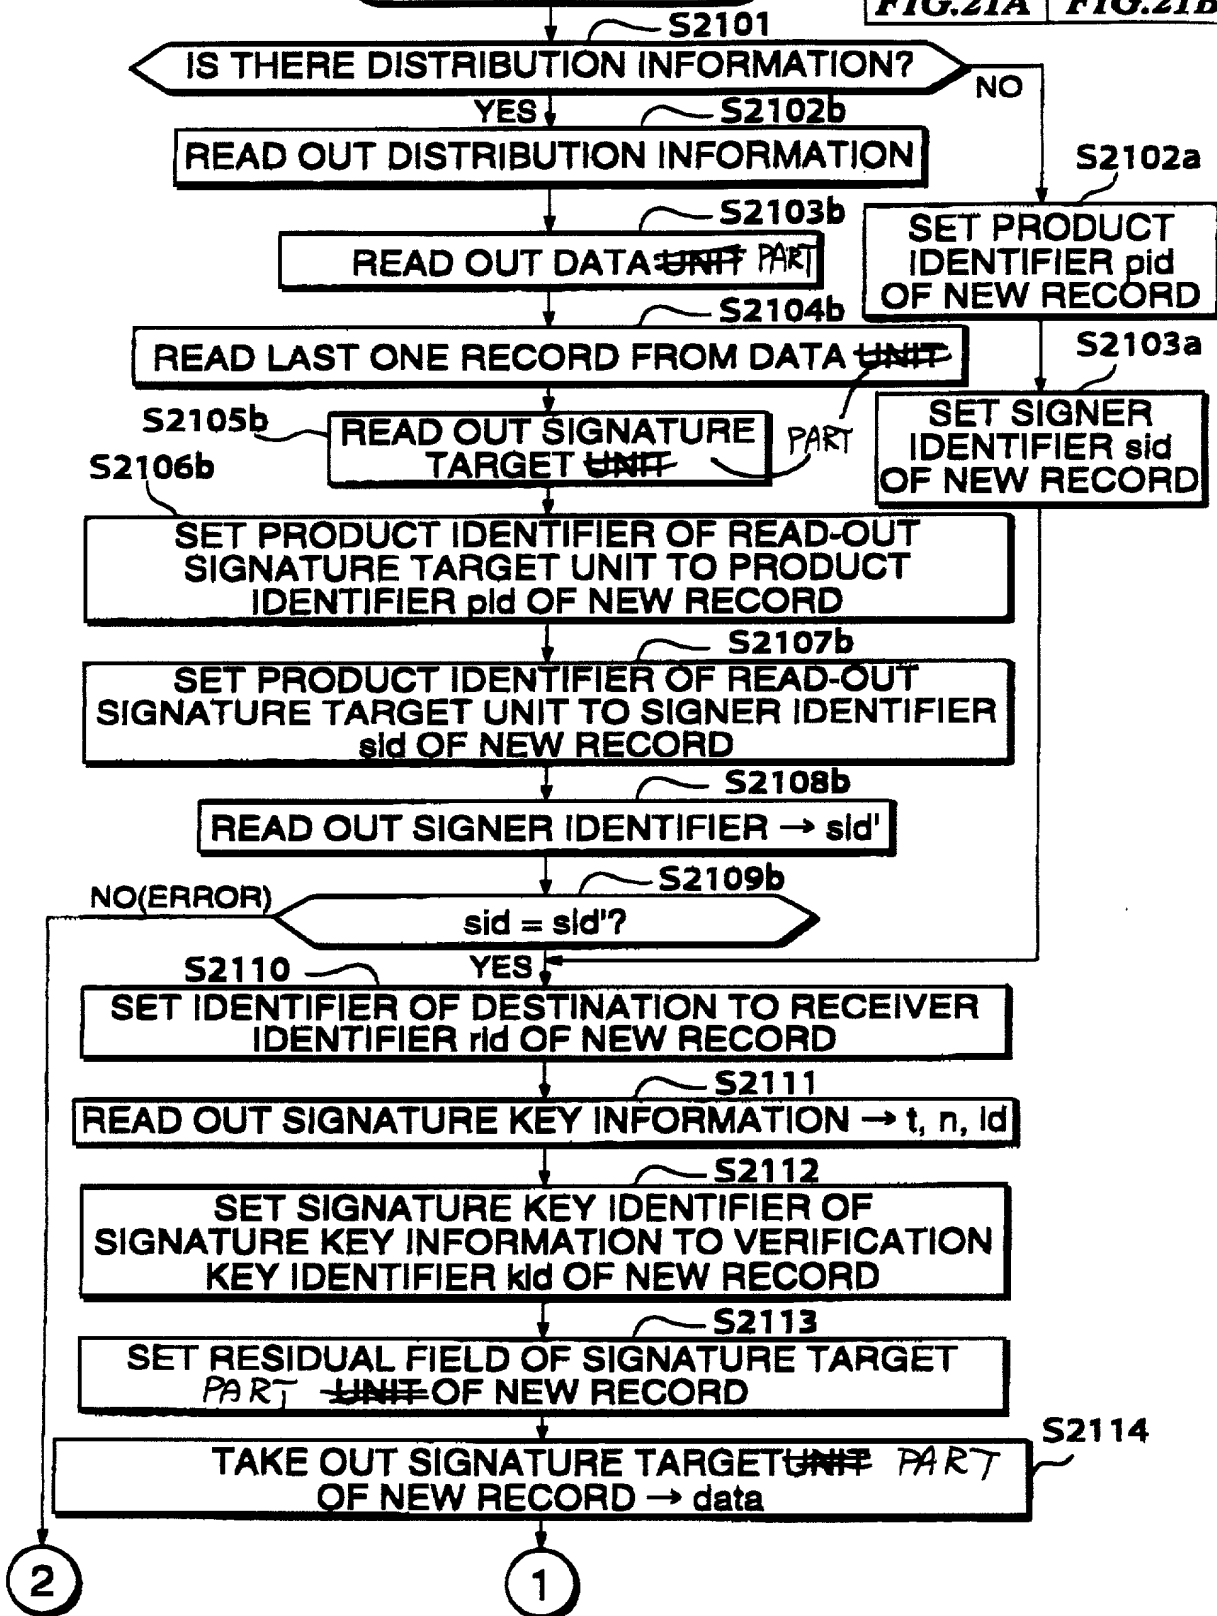 FIG.21A FIG.21B
S2101
IS THERE DISTRIBUTION INFORMATION?
NO
YES
S2102b
READ OUT DISTRIBUTION INFORMATION
S2102a
SET PRODUCT
IDENTIFIER pid
OF NEW RECORD
S2103b
READ OUT DATA UNIT PART
S2104b
READ LAST ONE RECORD FROM DATA UNIT
S2103a
SET SIGNER
IDENTIFIER sid
OF NEW RECORD
S2105b
READ OUT SIGNATURE
TARGET UNIT
PART
S2106b
SET PRODUCT IDENTIFIER OF READ-OUT
SIGNATURE TARGET UNIT TO PRODUCT
IDENTIFIER pid OF NEW RECORD
S2107b
SET PRODUCT IDENTIFIER OF READ-OUT
SIGNATURE TARGET UNIT TO SIGNER IDENTIFIER
sid OF NEW RECORD
S2108b
READ OUT SIGNER IDENTIFIER → sid'
S2109b
NO(ERROR)
sid = sid'?
YES
S2110
SET IDENTIFIER OF DESTINATION TO RECEIVER
IDENTIFIER rid OF NEW RECORD
S2111
READ OUT SIGNATURE KEY INFORMATION → t, n, id
S2112
SET SIGNATURE KEY IDENTIFIER OF
SIGNATURE KEY INFORMATION TO VERIFICATION
KEY IDENTIFIER kid OF NEW RECORD
S2113
SET RESIDUAL FIELD OF SIGNATURE TARGET
PART UNIT OF NEW RECORD
S2114
TAKE OUT SIGNATURE TARGET UNIT PART
OF NEW RECORD → data
2
1